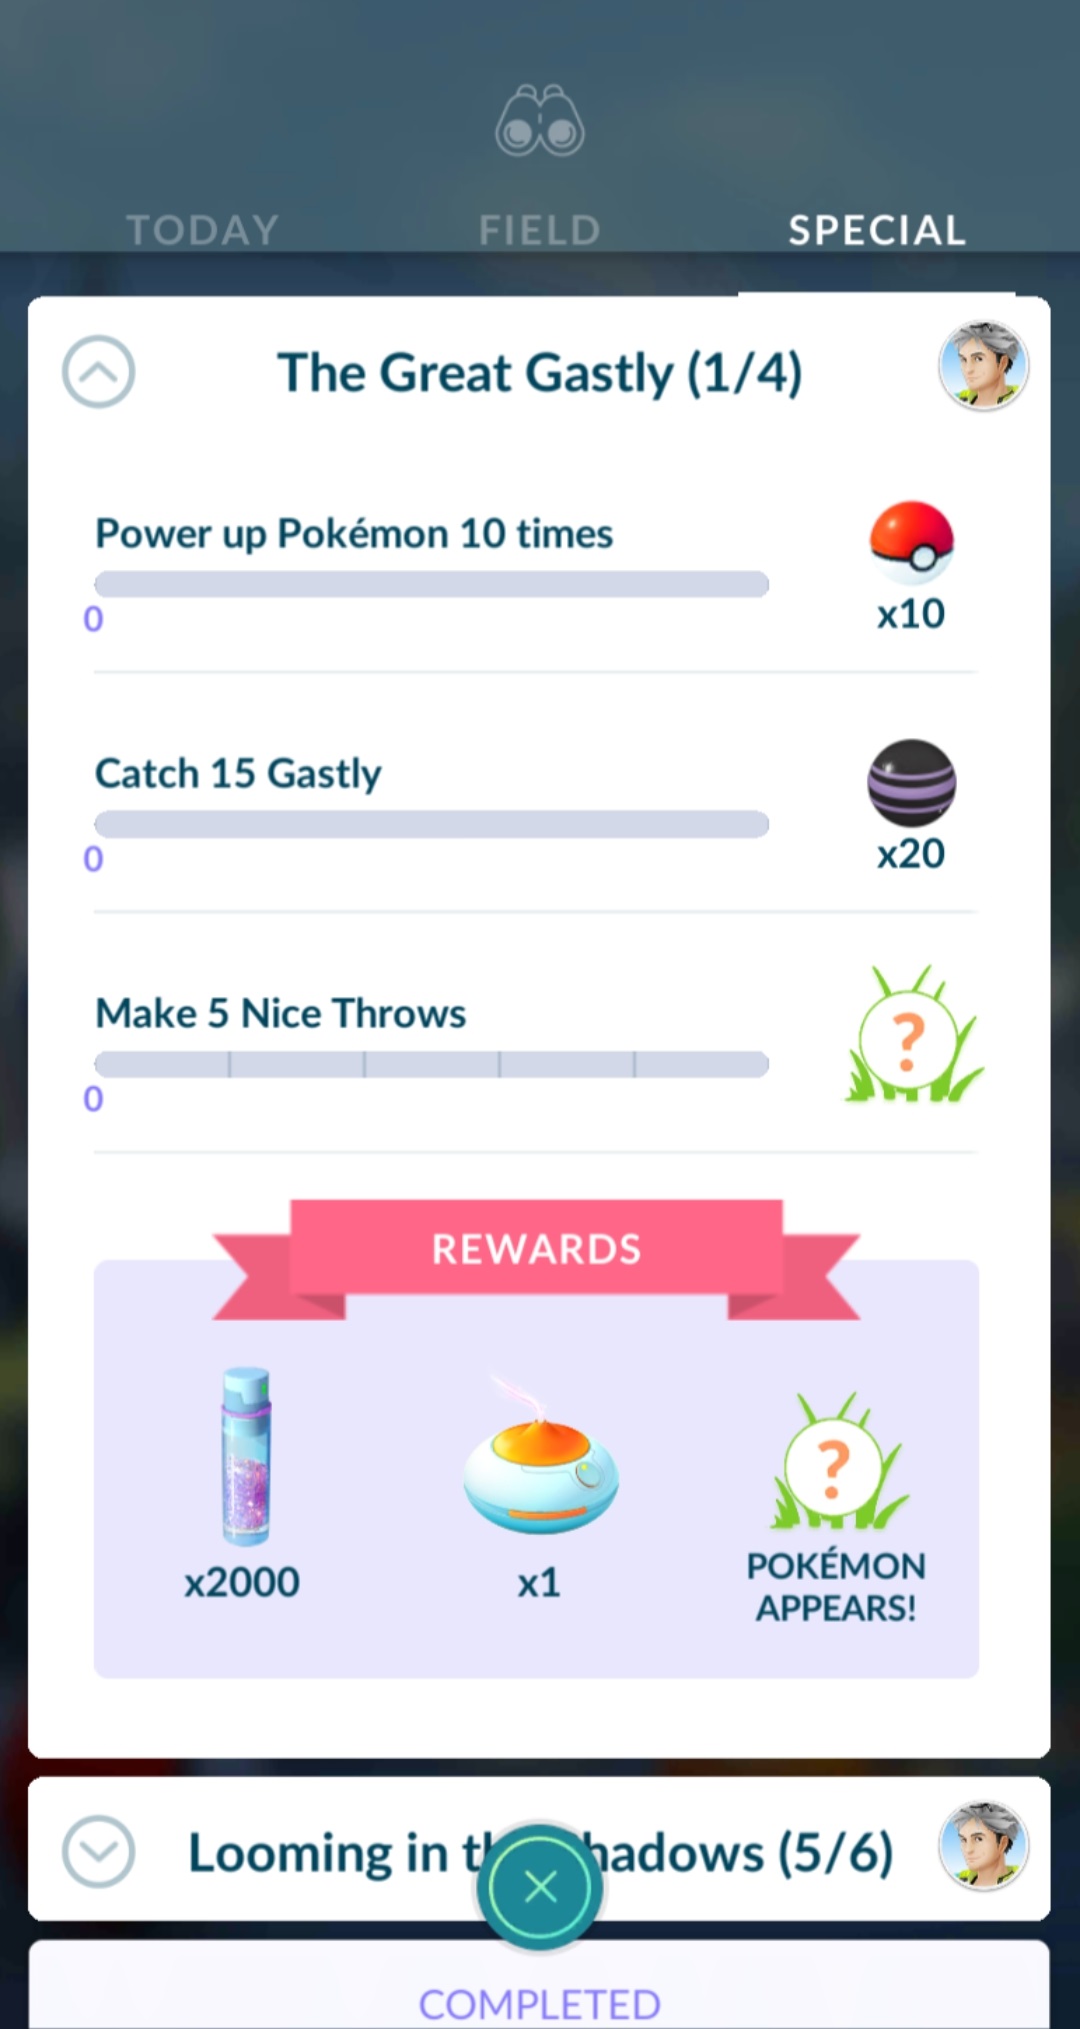 TODAY FIELD SPECIAL
The Great Gastly (1/4)
Power up Pokémon 10 times
0
x10
Catch 15 Gastly
0
x20
Make 5 Nice Throws
0
?
REWARDS
x2000
x1
?
POKÉMON
APPEARS!
Looming in hadows (5/6)
COMPLETED